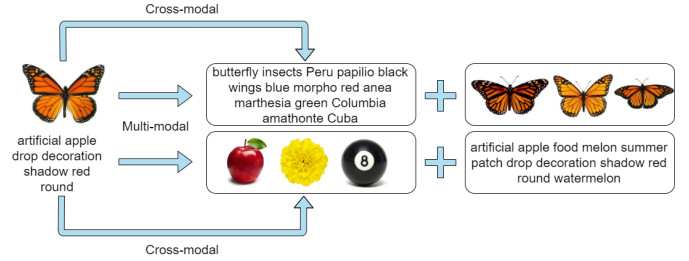 Cross-modal
butterfly insects Peru papilio black
wings blue morpho red anea
marthesia green Columbia
amathonte Cuba
Multi-modal
artificial apple
drop decoration
shadow red
round
8
artificial apple food melon summer
patch drop decoration shadow red
round watermelon
Cross-modal